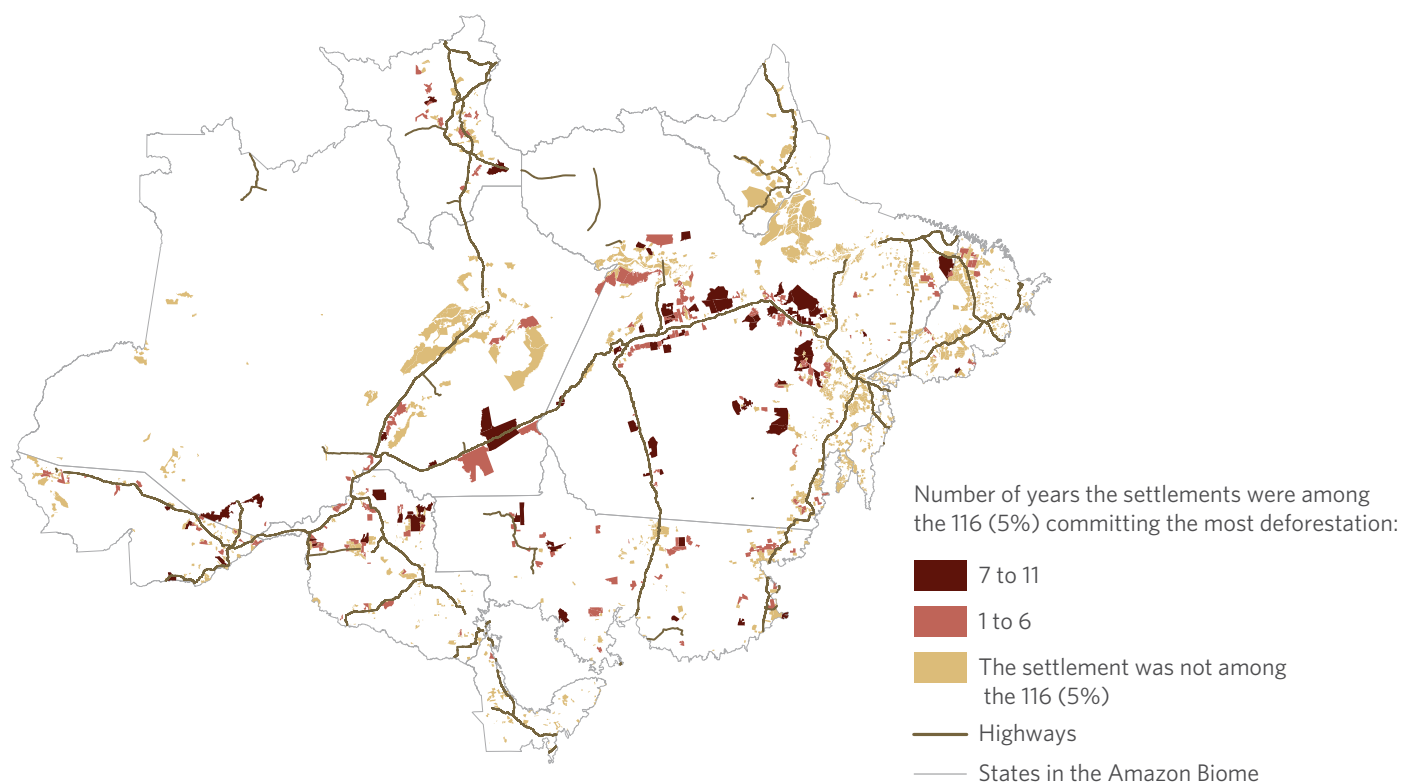 Number of years the settlements were among
the 116 (5%) committing the most deforestation:
7 to 11
1 to 6
The settlement was not among
the 116 (5%)
Highways
States in the Amazon Biome